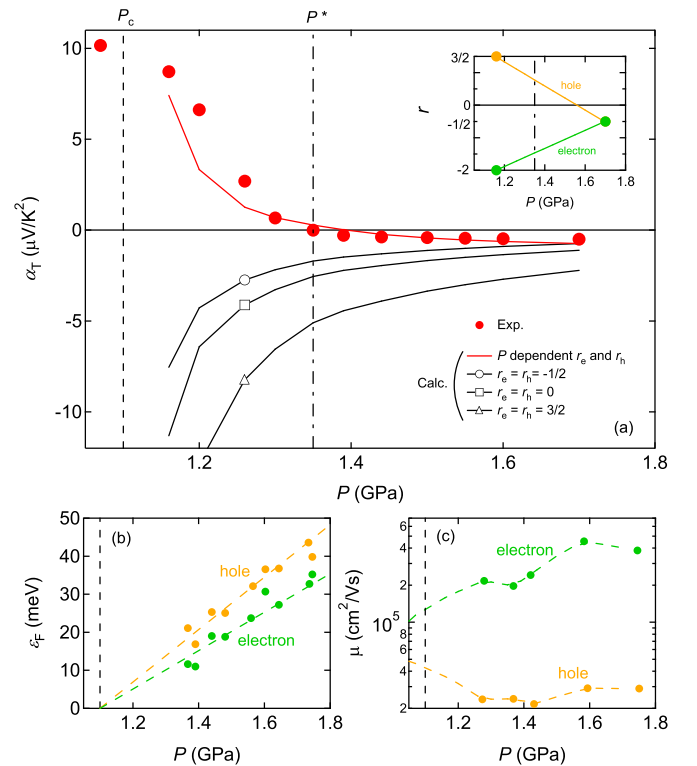 P_c
P *
10
5
0
-5
-10
α_T (μV/K²)
1.2
1.4
1.6
1.8
P (GPa)
3/2
0
-1/2
-2
r
hole
electron
1.2
1.4
1.6
1.8
P (GPa)
Exp.
Calc.
P dependent r_e and r_h
r_e = r_h= -1/2
r_e = r_h = 0
r_e = r_h = 3/2
(a)
50
40
30
20
10
0
ε_F (meV)
(b)
hole
electron
1.2
1.4
1.6
1.8
P (GPa)
6
4
2
10⁵
8
6
4
2
μ (cm²/Vs)
(c)
electron
hole
1.2
1.4
1.6
1.8
P (GPa)